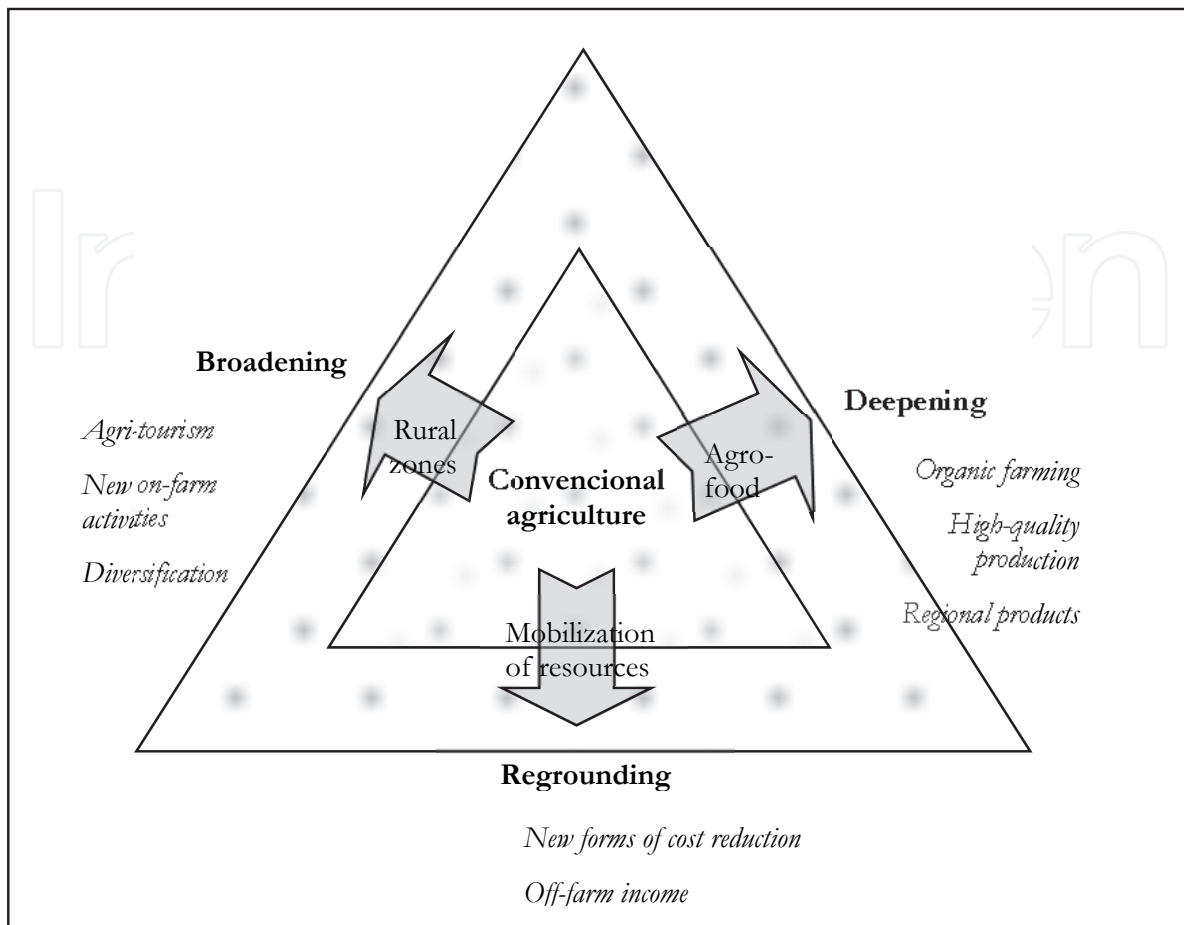 Broadening
Agri-tourism
New on-farm
activities
Diversification
Rural
zones
Convencional
agriculture
Agro-
food
Deepening
Organic farming
High-quality
production
Regional products
Mobilization
of resources
Regrounding
New forms of cost reduction
Off-farm income